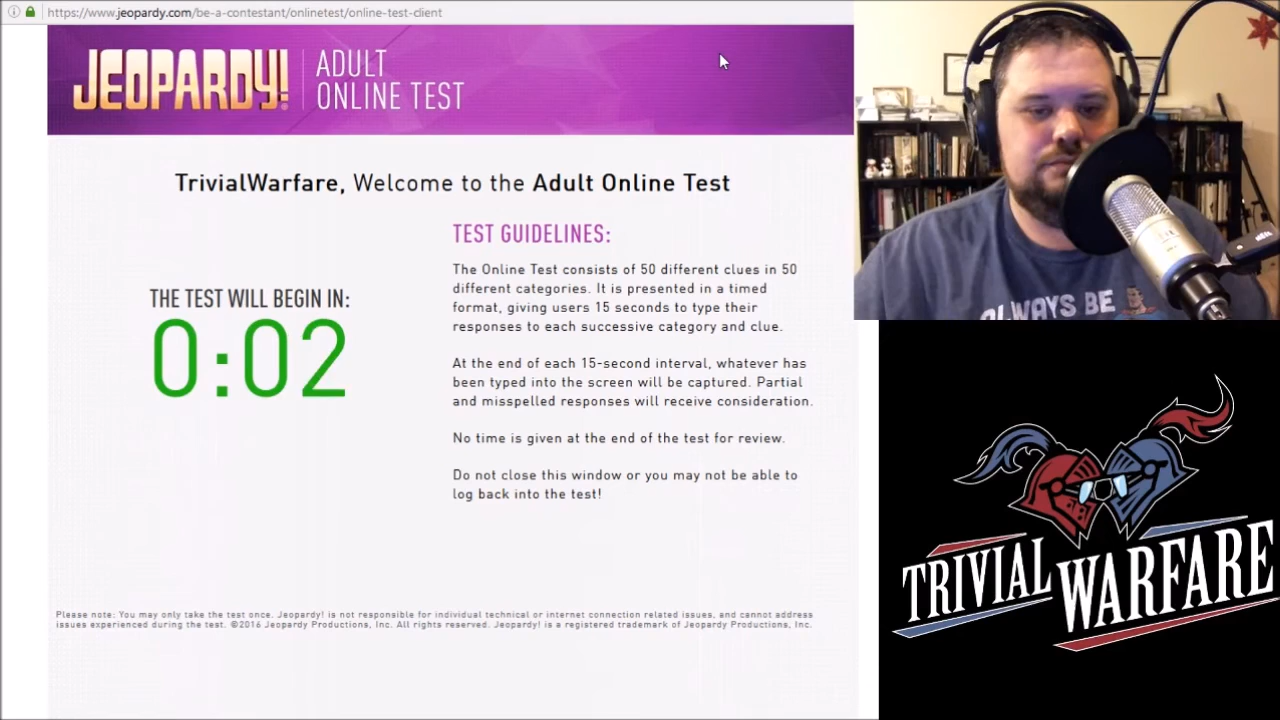 https://www.jeopardy.com/be-a-contestant/onlinetest/online-test-client
JEOPARDY!
ADULT
ONLINE TEST
TrivialWarfare, Welcome to the Adult Online Test
TEST GUIDELINES:
The Online Test consists of 50 different clues in 50
different categories. It is presented in a timed
format, giving users 15 seconds to type their
responses to each successive category and clue.
THE TEST WILL BEGIN IN:
0:02
At the end of each 15-second interval, whatever has
been typed into the screen will be captured. Partial
and misspelled responses will receive consideration.
No time is given at the end of the test for review.
Do not close this window or you may not be able to
log back into the test!
Please note: You may only take the test once. Jeopardy! is not responsible for individual technical or internet connection related issues, and cannot address
issues experienced during the test. ©2016 Jeopardy Productions, Inc. All rights reserved. Jeopardy! is a registered trademark of Jeopardy Productions, Inc.
ALWAYS BE
TRIVIAL
WARFARE